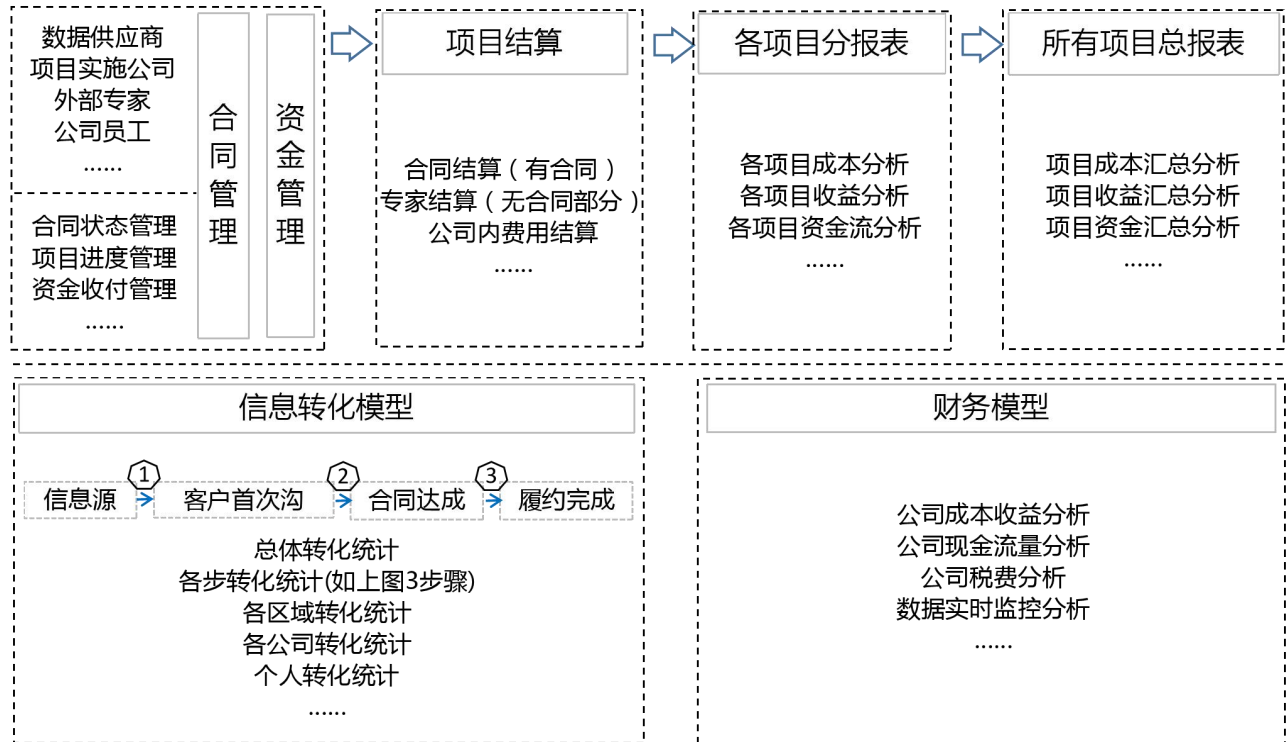 数据供应商
项目实施公司
外部专家
公司员工
......
合同状态管理
项目进度管理
资金收付管理
......
合同管理
资金管理
项目结算
合同结算（有合同）
专家结算（无合同部分）
公司内费用结算
......
各项目分报表
各项目成本分析
各项目收益分析
各项目资金流分析
......
所有项目总报表
项目成本汇总分析
项目收益汇总分析
项目资金汇总分析
......
信息转化模型
1 2 3
信息源 客户首次沟 合同达成 履约完成
总体转化统计
各步转化统计(如上图3步骤)
各区域转化统计
各公司转化统计
个人转化统计
......
财务模型
公司成本收益分析
公司现金流量分析
公司税费分析
数据实时监控分析
......